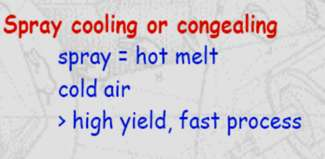 Spray cooling or congealing
spray = hot melt
cold air
> high yield, fast process